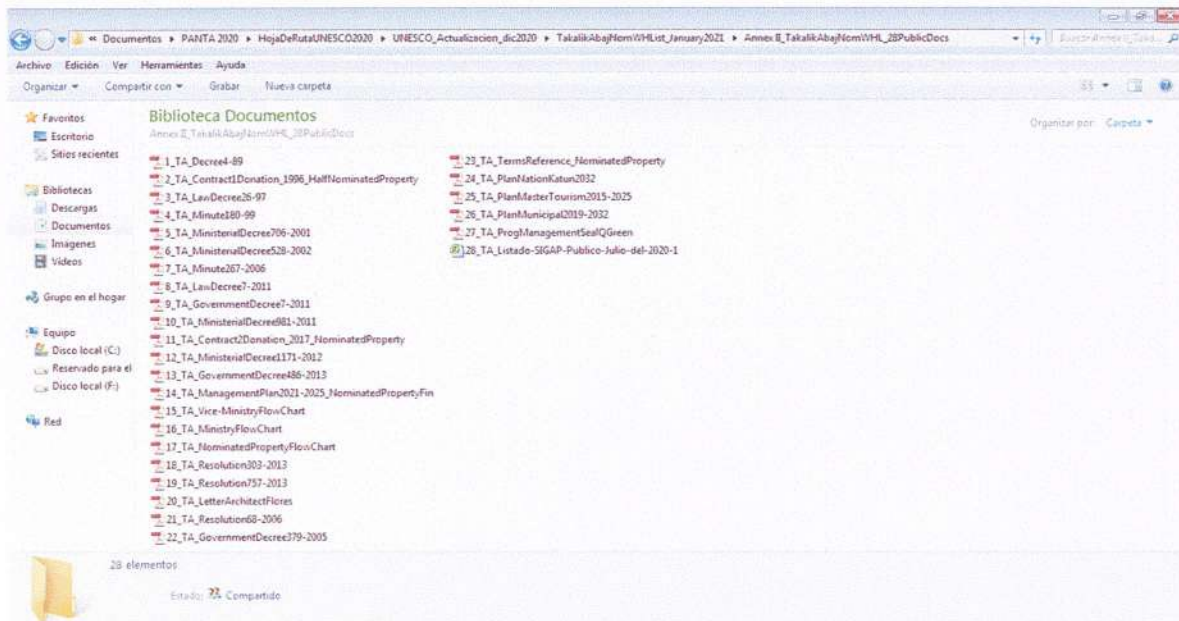 « Documentos ▸ PANTA 2020 ▸ HojaDeRutaUNESCO2020 ▸ UNESCO_Actualizacion_dic2020 ▸ TakalikAbajNomWHList_January2021 ▸ Annex II_TakalikAbajNomWHL_28PublicDocs
Archivo Edición Ver Herramientas Ayuda
Organizar Compartir con Grabar Nueva carpeta
Favoritos
Escritorio
Sitios recientes
Bibliotecas
Descargas
Documentos
Imágenes
Vídeos
Grupo en el hogar
Equipo
Disco local (C:)
Reservado para el
Disco local (F:)
Red
Biblioteca Documentos
Annex II_TakalikAbajNomWHL_28PublicDocs
Organizar por: Carpeta
1_TA_Decree4-89
2_TA_Contract1Donation_1996_HalfNominatedProperty
3_TA_LawDecree26-97
4_TA_Minute180-99
5_TA_MinisterialDecree706-2001
6_TA_MinisterialDecree528-2002
7_TA_Minute267-2006
8_TA_LawDecree7-2011
9_TA_GovernmentDecree7-2011
10_TA_MinisterialDecree981-2011
11_TA_Contract2Donation_2017_NominatedProperty
12_TA_MinisterialDecree1171-2012
13_TA_GovernmentDecree486-2013
14_TA_ManagementPlan2021-2025_NominatedPropertyFin
15_TA_Vice-MinistryFlowChart
16_TA_MinistryFlowChart
17_TA_NominatedPropertyFlowChart
18_TA_Resolution303-2013
19_TA_Resolution757-2013
20_TA_LetterArchitectFlores
21_TA_Resolution68-2006
22_TA_GovernmentDecree379-2005
23_TA_TermsReference_NominatedProperty
24_TA_PlanNationKatun2032
25_TA_PlanMasterTourism2015-2025
26_TA_PlanMunicipal2019-2032
27_TA_ProgManagementSealQGreen
28_TA_Listado-SIGAP-Publico-Julio-del-2020-1
28 elementos
Estado: Compartido